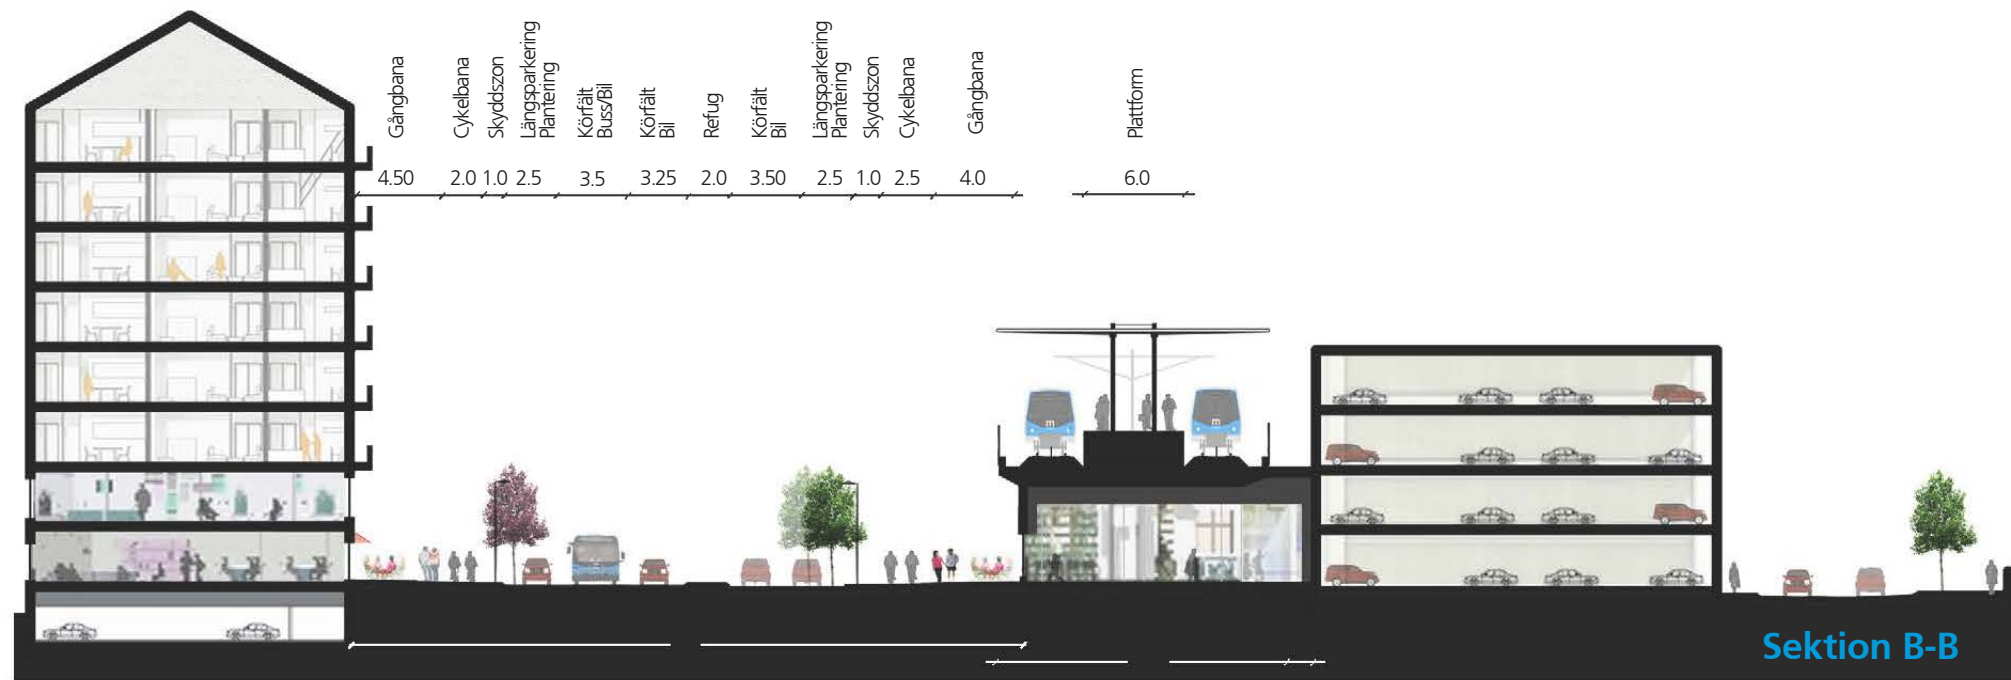 Gångbana
Cykelbana
Skyddszon
Längsparkering
Plantering
Körfält
Buss/Bil
Körfält
Bil
Refug
Körfält
Bil
Längsparkering
Plantering
Skyddszon
Cykelbana
Gångbana
Plattform
4.50 2.0 1.0 2.5 3.5 3.25 2.0 3.50 2.5 1.0 2.5 4.0 6.0
m m
Sektion B-B